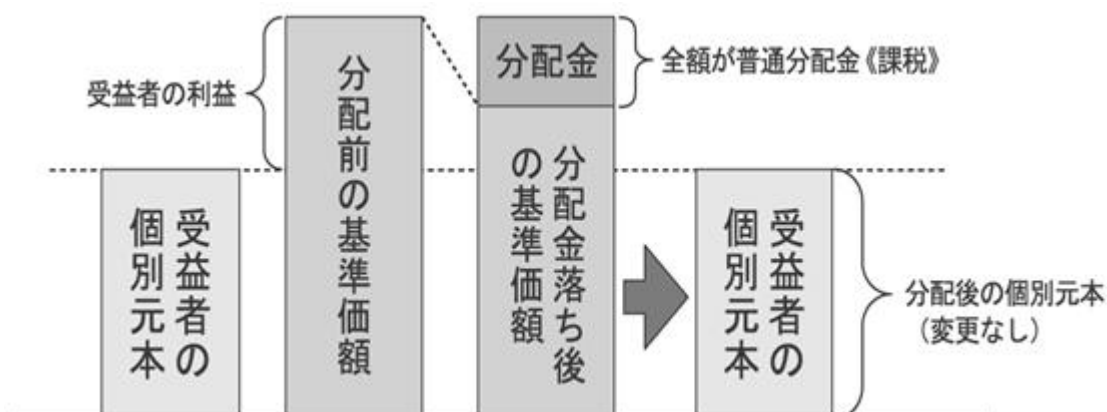 受益者の利益
受益者の
個別元本
分配前の基準価額
分配金
全額が普通分配金《課税》
分配金落ち後
の基準価額
受益者の
個別元本
分配後の個別元本
（変更なし）